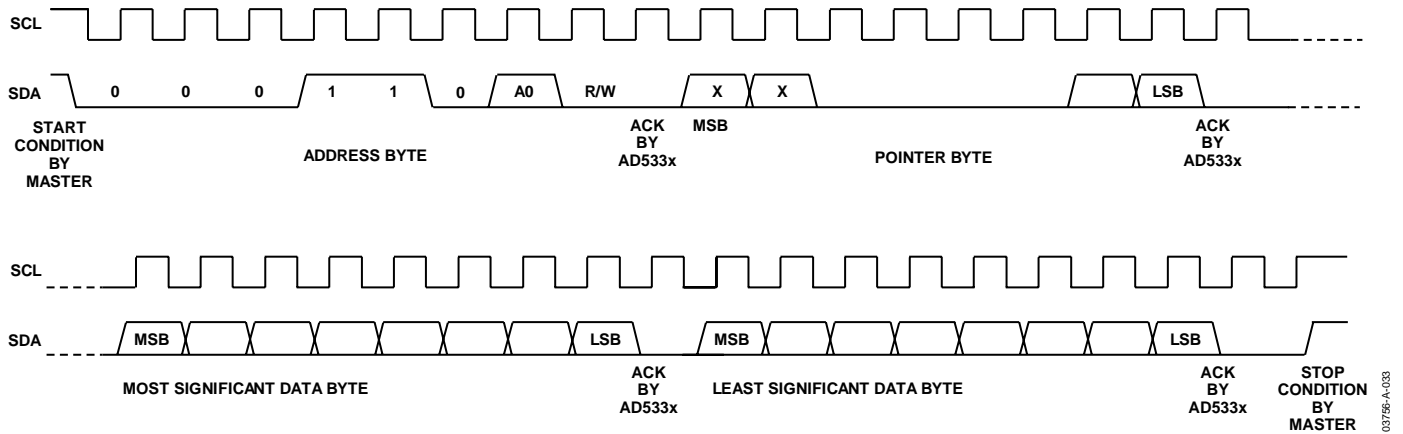 SCL
SDA 0 0 0 1 1 0 A0 R/W X X LSB
START
CONDITION
BY
MASTER
ADDRESS BYTE
ACK
BY
AD533x
MSB
POINTER BYTE
ACK
BY
AD533x
SCL
SDA MSB LSB MSB LSB
MOST SIGNIFICANT DATA BYTE
ACK
BY
AD533x
LEAST SIGNIFICANT DATA BYTE
ACK
BY
AD533x
STOP
CONDITION
BY
MASTER
03756-A-033